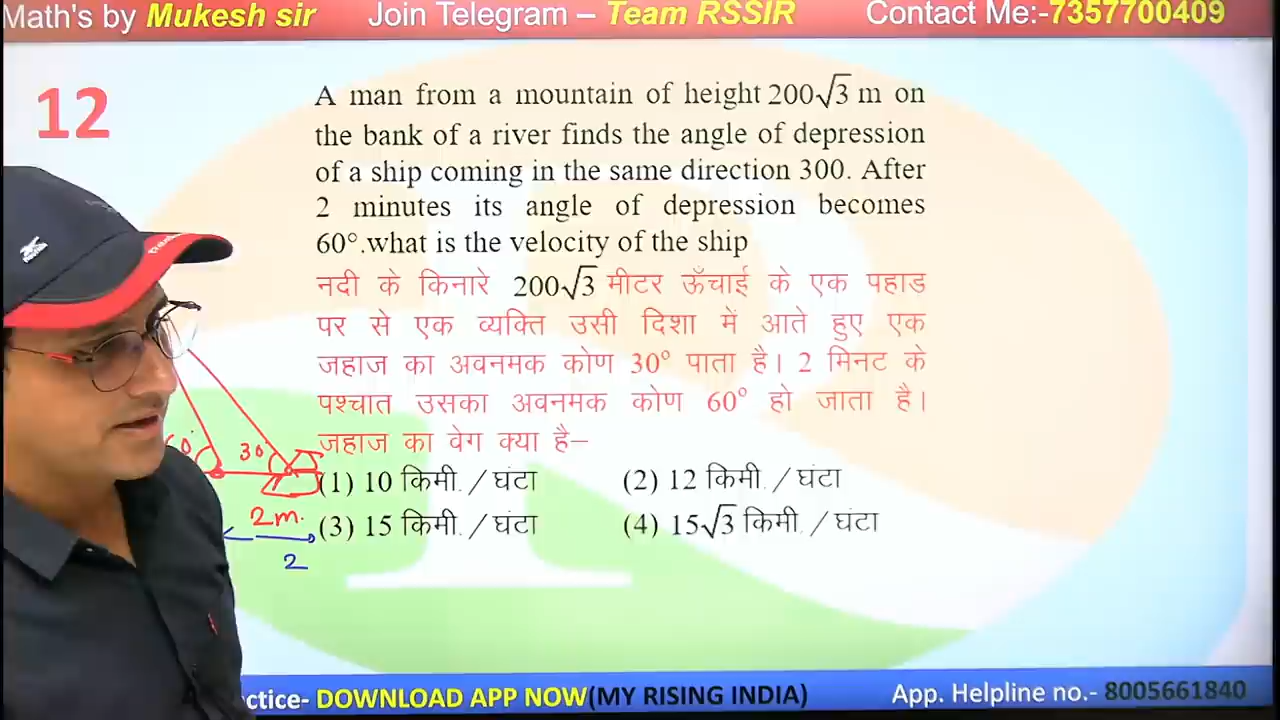 Math's by Mukesh sir Join Telegram – Team RSSIR Contact Me:-7357700409
12
A man from a mountain of height 200√3 m on
the bank of a river finds the angle of depression
of a ship coming in the same direction 300. After
2 minutes its angle of depression becomes
60°.what is the velocity of the ship
नदी के किनारे 200√3 मीटर ऊँचाई के एक पहाड
पर से एक व्यक्ति उसी दिशा में आते हुए एक
जहाज का अवनमक कोण 30° पाता है। 2 मिनट के
पश्चात उसका अवनमक कोण 60° हो जाता है।
जहाज का वेग क्या है–
30
(1) 10 किमी. / घंटा (2) 12 किमी. / घंटा
2m.
(3) 15 किमी. / घंटा (4) 15√3 किमी. / घंटा
2
DOWNLOAD APP NOW(MY RISING INDIA) App. Helpline no.- 8005661840